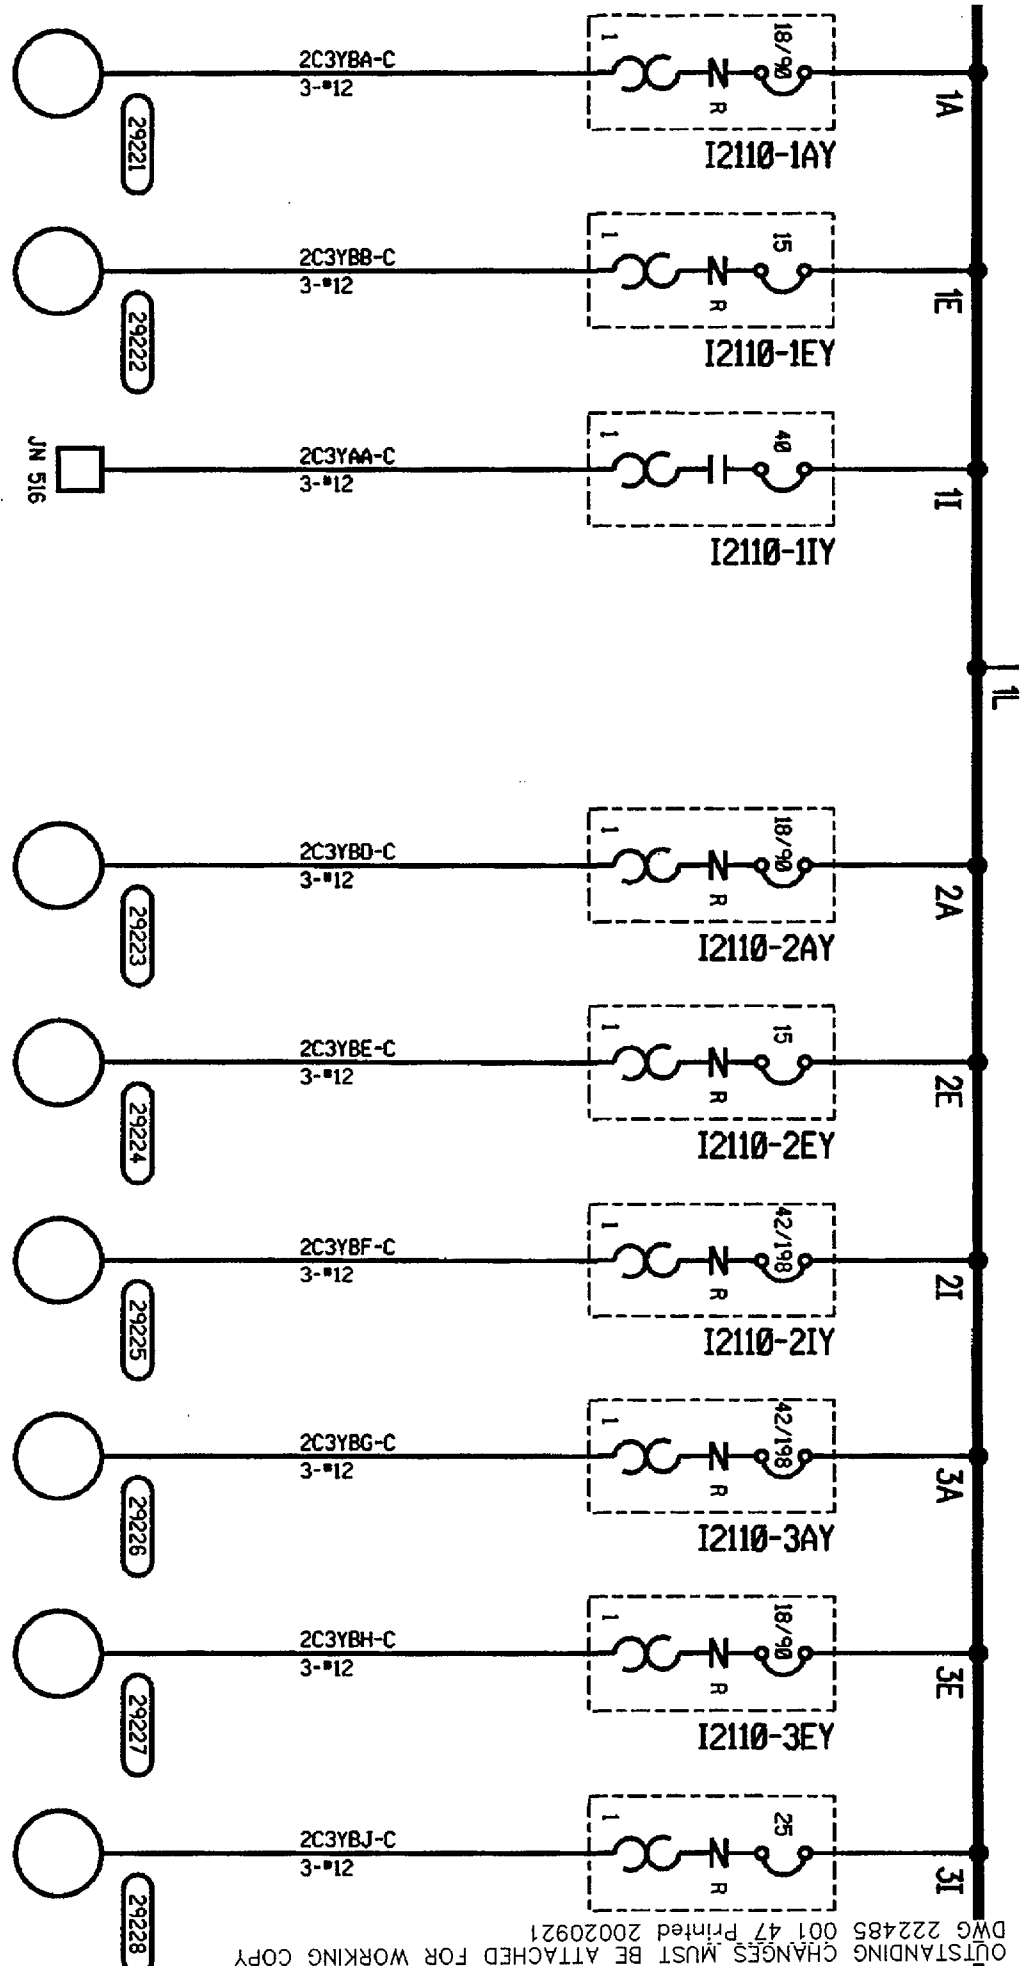 2C3YBA-C
3-#12
1
18/90
R
1A
I2110-1AY
29221
2C3YBB-C
3-#12
1
15
R
1E
I2110-1EY
29222
2C3YAA-C
3-#12
1
40
1I
I2110-1IY
JN 516
1L
2C3YBD-C
3-#12
1
18/90
R
2A
I2110-2AY
29223
2C3YBE-C
3-#12
1
15
R
2E
I2110-2EY
29224
2C3YBF-C
3-#12
1
42/198
R
2I
I2110-2IY
29225
2C3YBG-C
3-#12
1
42/198
R
3A
I2110-3AY
29226
2C3YBH-C
3-#12
1
18/90
R
3E
I2110-3EY
29227
2C3YBJ-C
3-#12
1
25
R
3I
29228
OUTSTANDING CHANGES MUST BE ATTACHED FOR WORKING COPY
DWG 222485 001 47 Printed 20020921